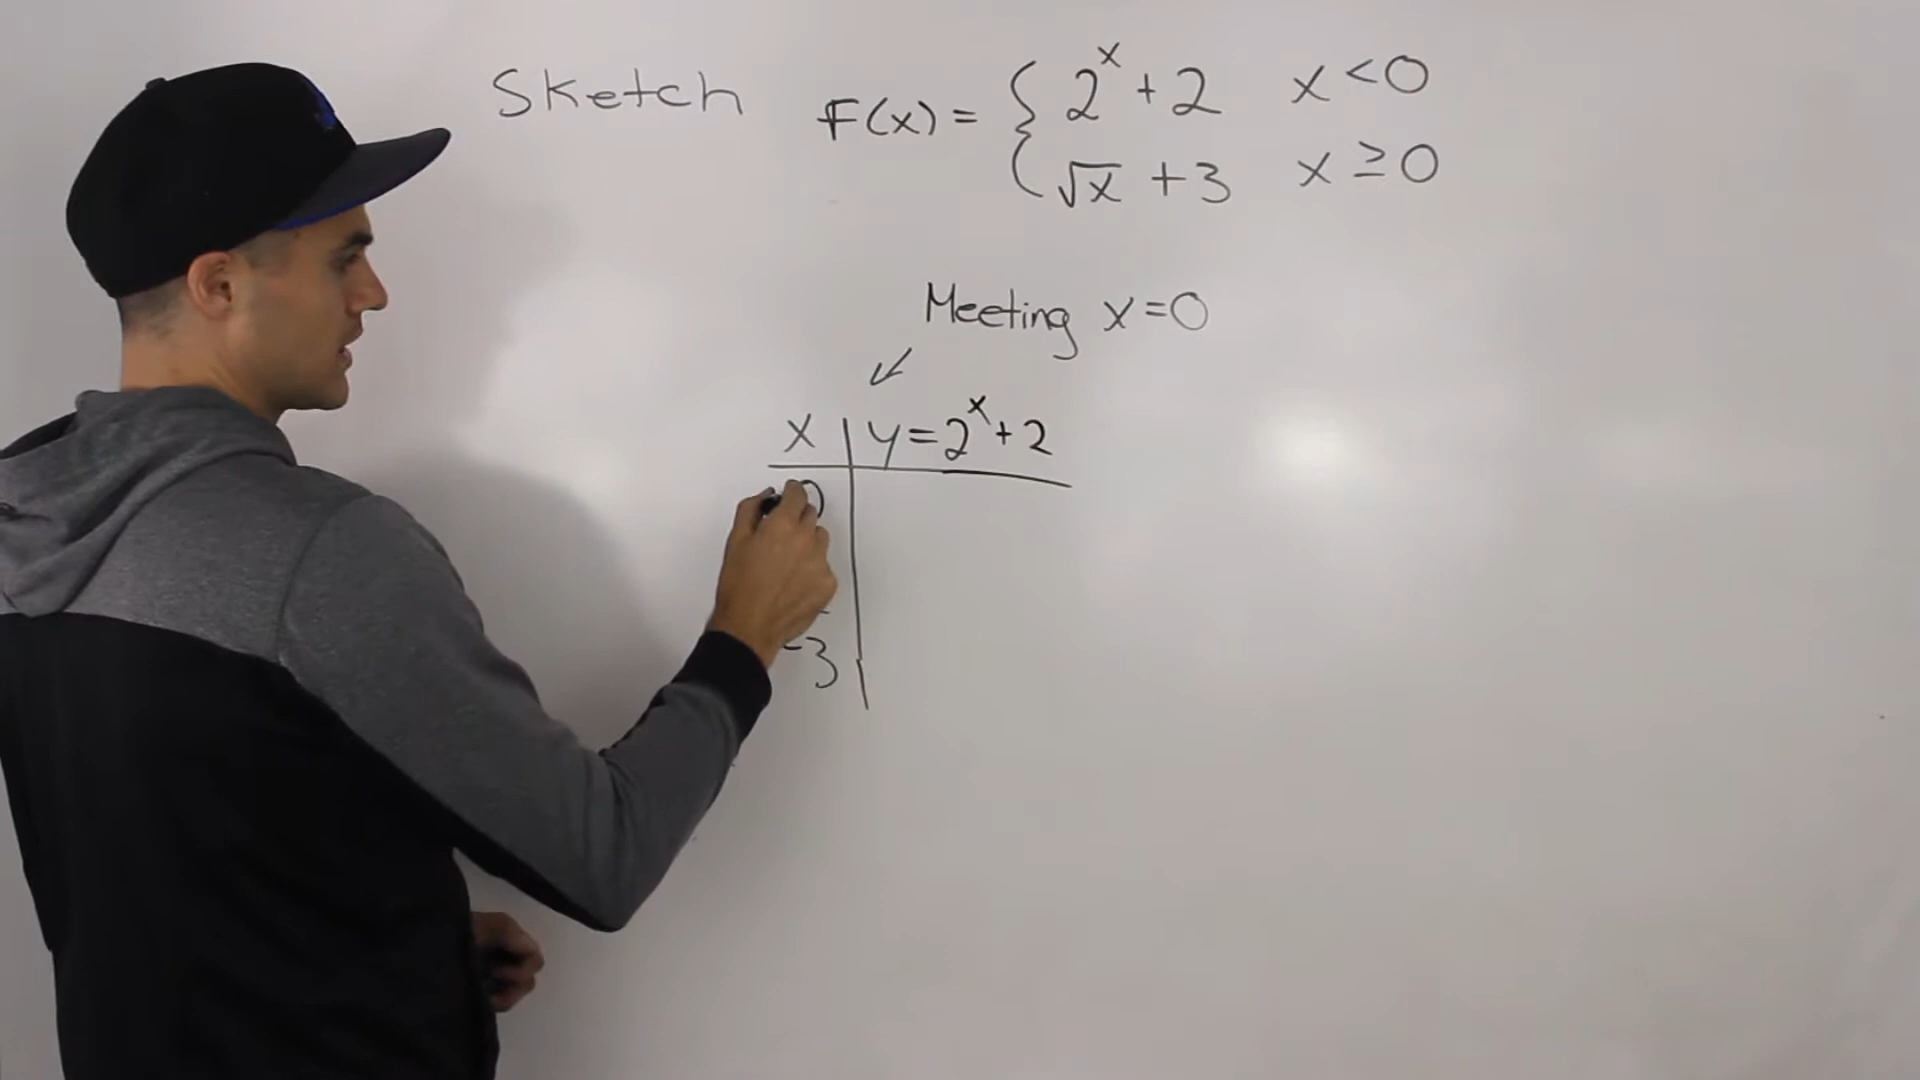 Sketch F(x) = { 2^x + 2 x < 0
√x + 3 x ≥ 0
Meeting x = 0
x | y = 2^x + 2
0
-3